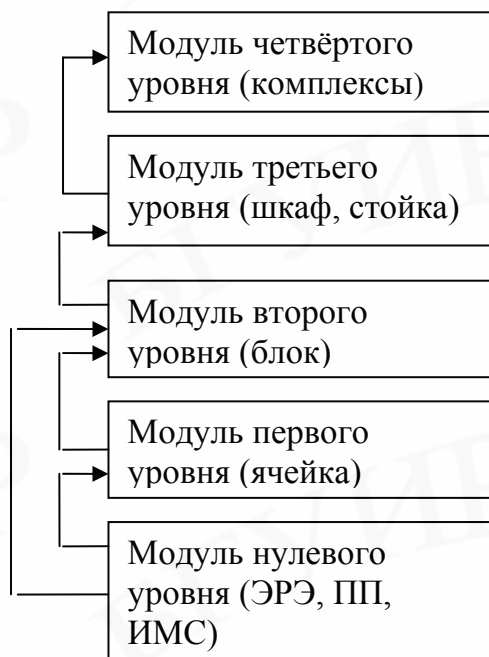 Модуль четвёртого
уровня (комплексы)
Модуль третьего
уровня (шкаф, стойка)
Модуль второго
уровня (блок)
Модуль первого
уровня (ячейка)
Модуль нулевого
уровня (ЭРЭ, ПП,
ИМС)